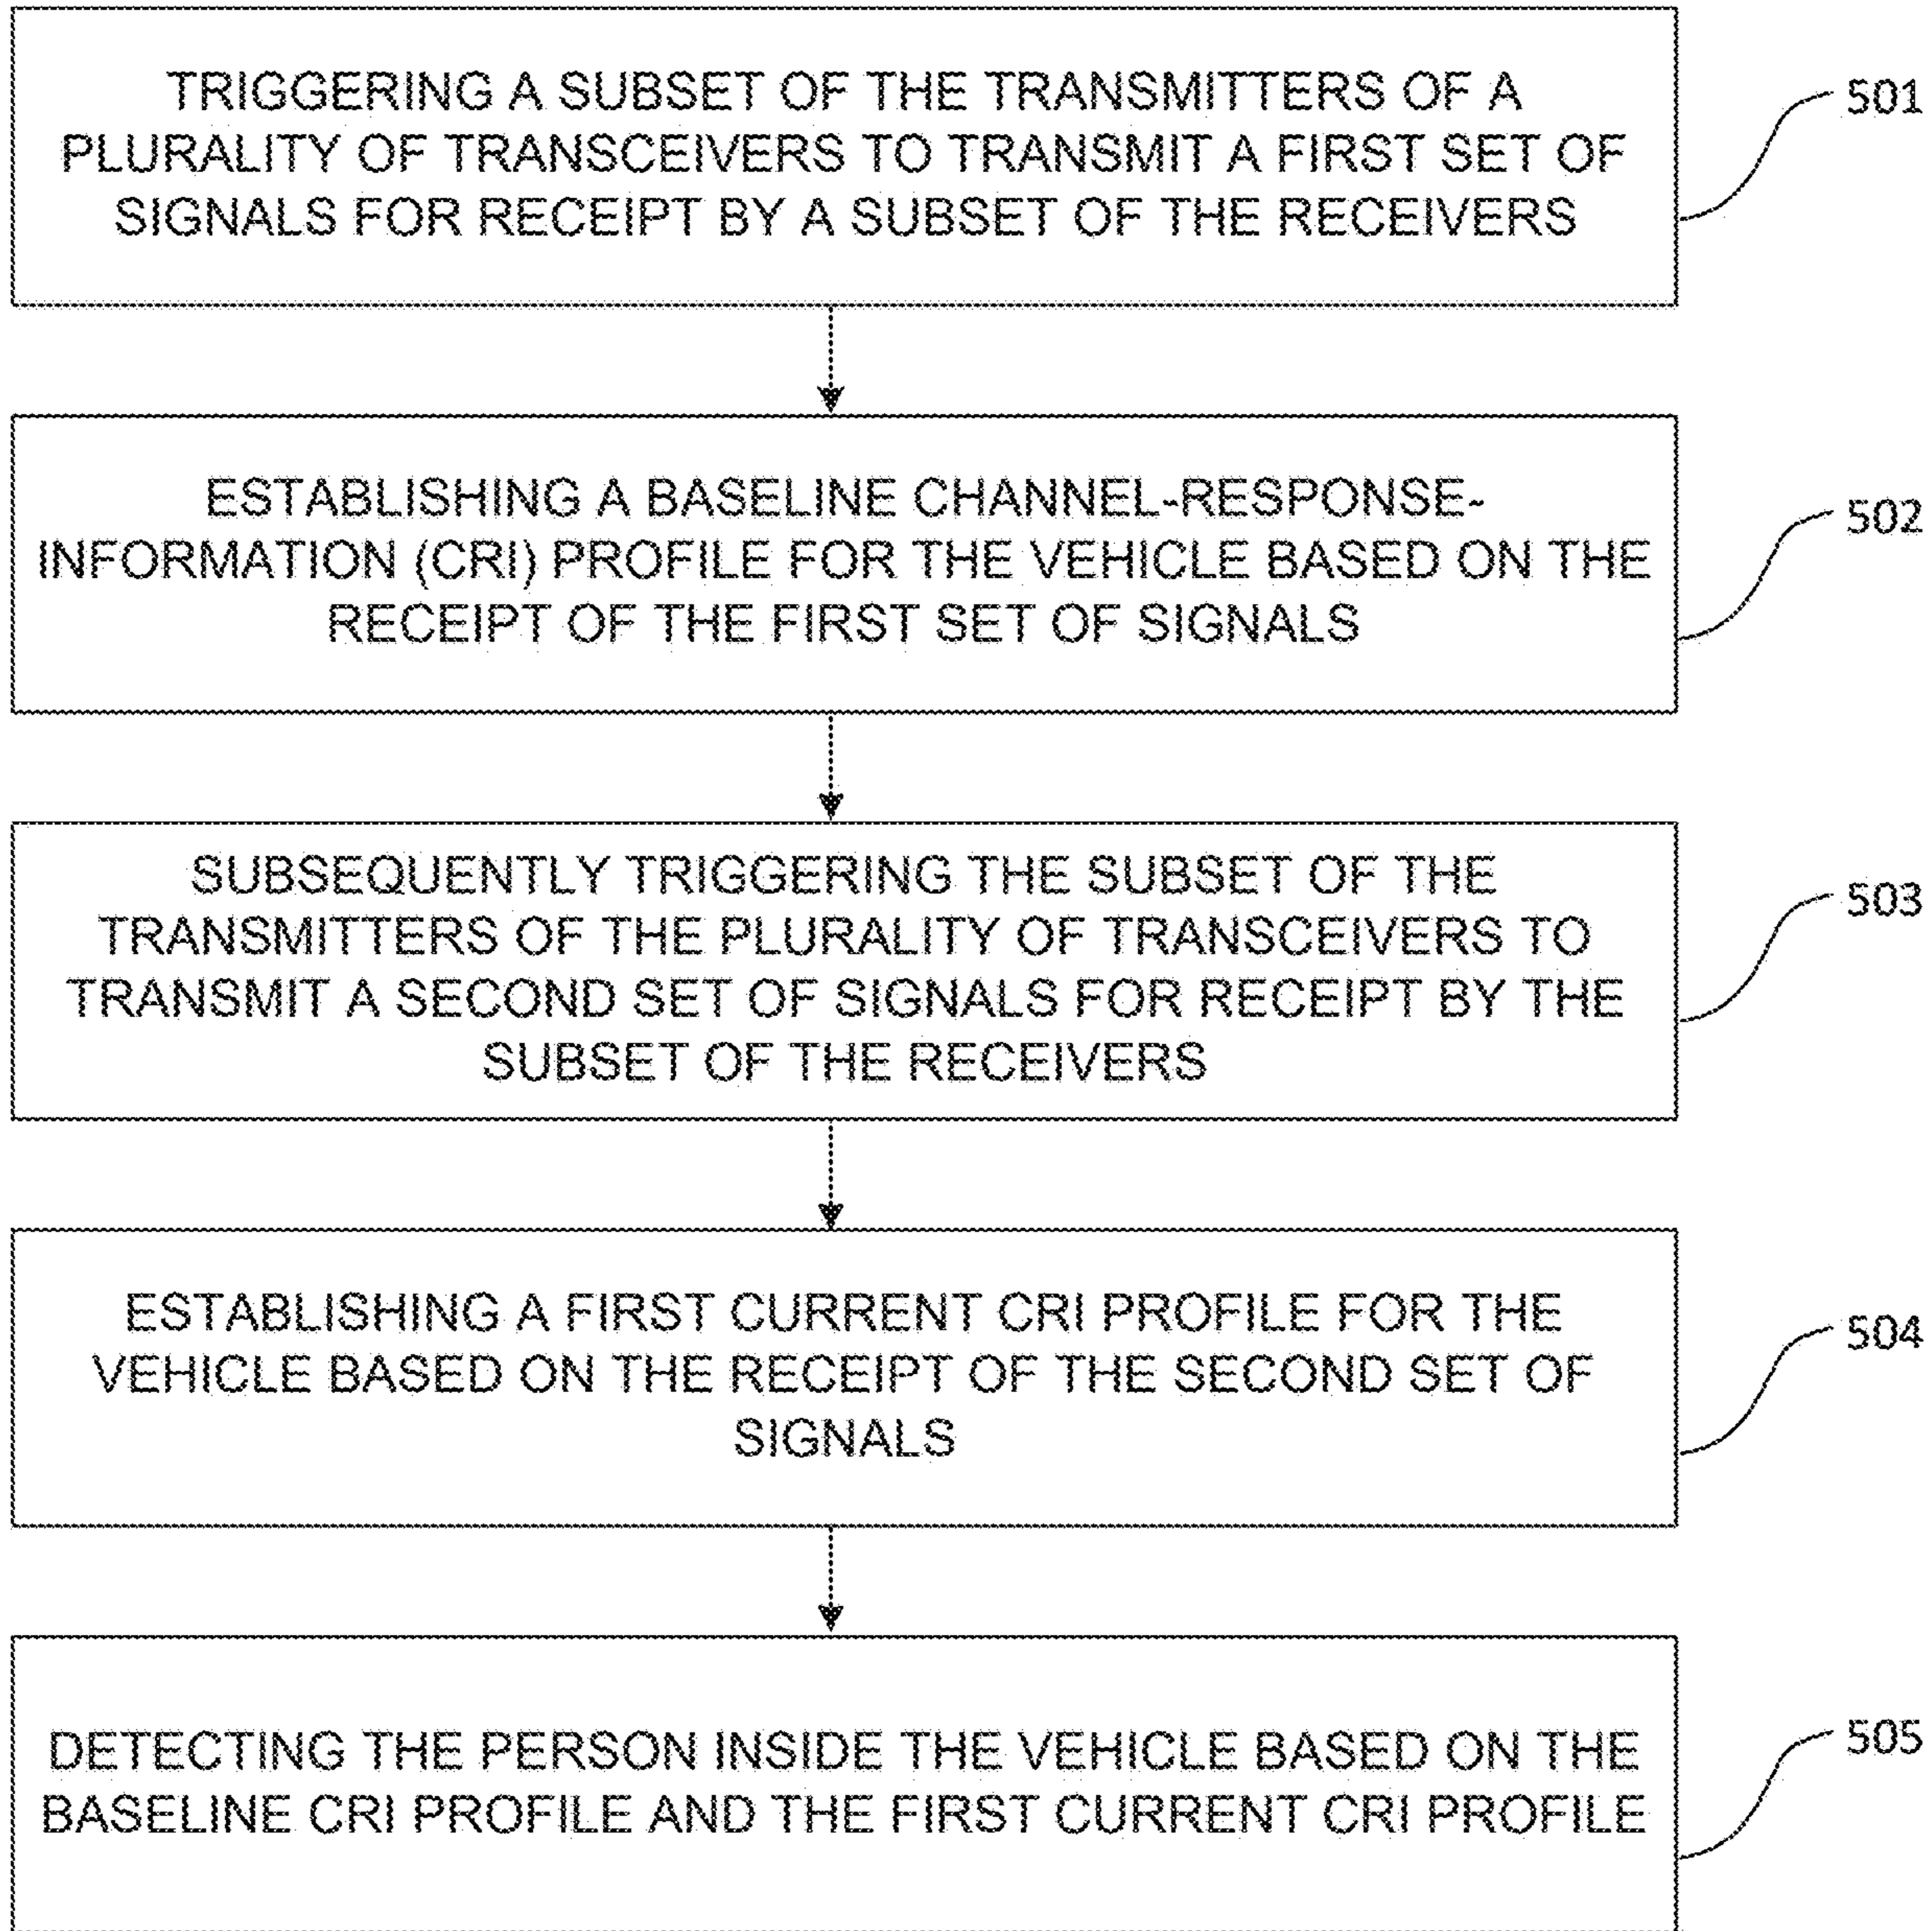 TRIGGERING A SUBSET OF THE TRANSMITTERS OF A
PLURALITY OF TRANSCEIVERS TO TRANSMIT A FIRST SET OF
SIGNALS FOR RECEIPT BY A SUBSET OF THE RECEIVERS
501
ESTABLISHING A BASELINE CHANNEL-RESPONSE-
INFORMATION (CRI) PROFILE FOR THE VEHICLE BASED ON THE
RECEIPT OF THE FIRST SET OF SIGNALS
502
SUBSEQUENTLY TRIGGERING THE SUBSET OF THE
TRANSMITTERS OF THE PLURALITY OF TRANSCEIVERS TO
TRANSMIT A SECOND SET OF SIGNALS FOR RECEIPT BY THE
SUBSET OF THE RECEIVERS
503
ESTABLISHING A FIRST CURRENT CRI PROFILE FOR THE
VEHICLE BASED ON THE RECEIPT OF THE SECOND SET OF
SIGNALS
504
DETECTING THE PERSON INSIDE THE VEHICLE BASED ON THE
BASELINE CRI PROFILE AND THE FIRST CURRENT CRI PROFILE
505